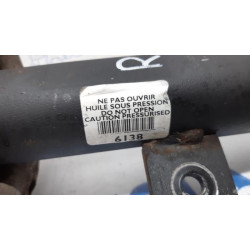 R
NE PAS OUVRIR
HUILE SOUS PRESSION
DO NOT OPEN
CAUTION PRESSURISED
6138